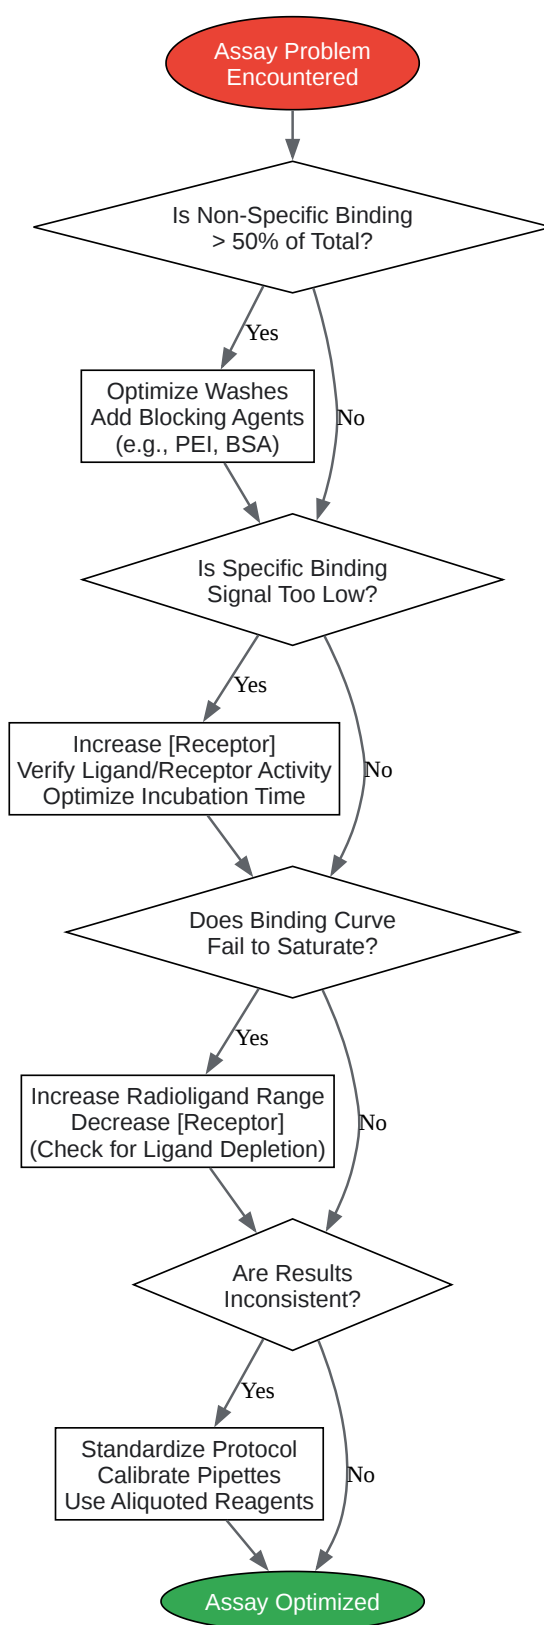 Assay Problem
Encountered
Is Non-Specific Binding
> 50% of Total?
Yes
Optimize Washes
Add Blocking Agents
(e.g., PEI, BSA)
No
Is Specific Binding
Signal Too Low?
Yes
Increase [Receptor]
Verify Ligand/Receptor Activity
Optimize Incubation Time
No
Does Binding Curve
Fail to Saturate?
Yes
Increase Radioligand Range
Decrease [Receptor]
(Check for Ligand Depletion)
No
Are Results
Inconsistent?
Yes
Standardize Protocol
Calibrate Pipettes
Use Aliquoted Reagents
No
Assay Optimized